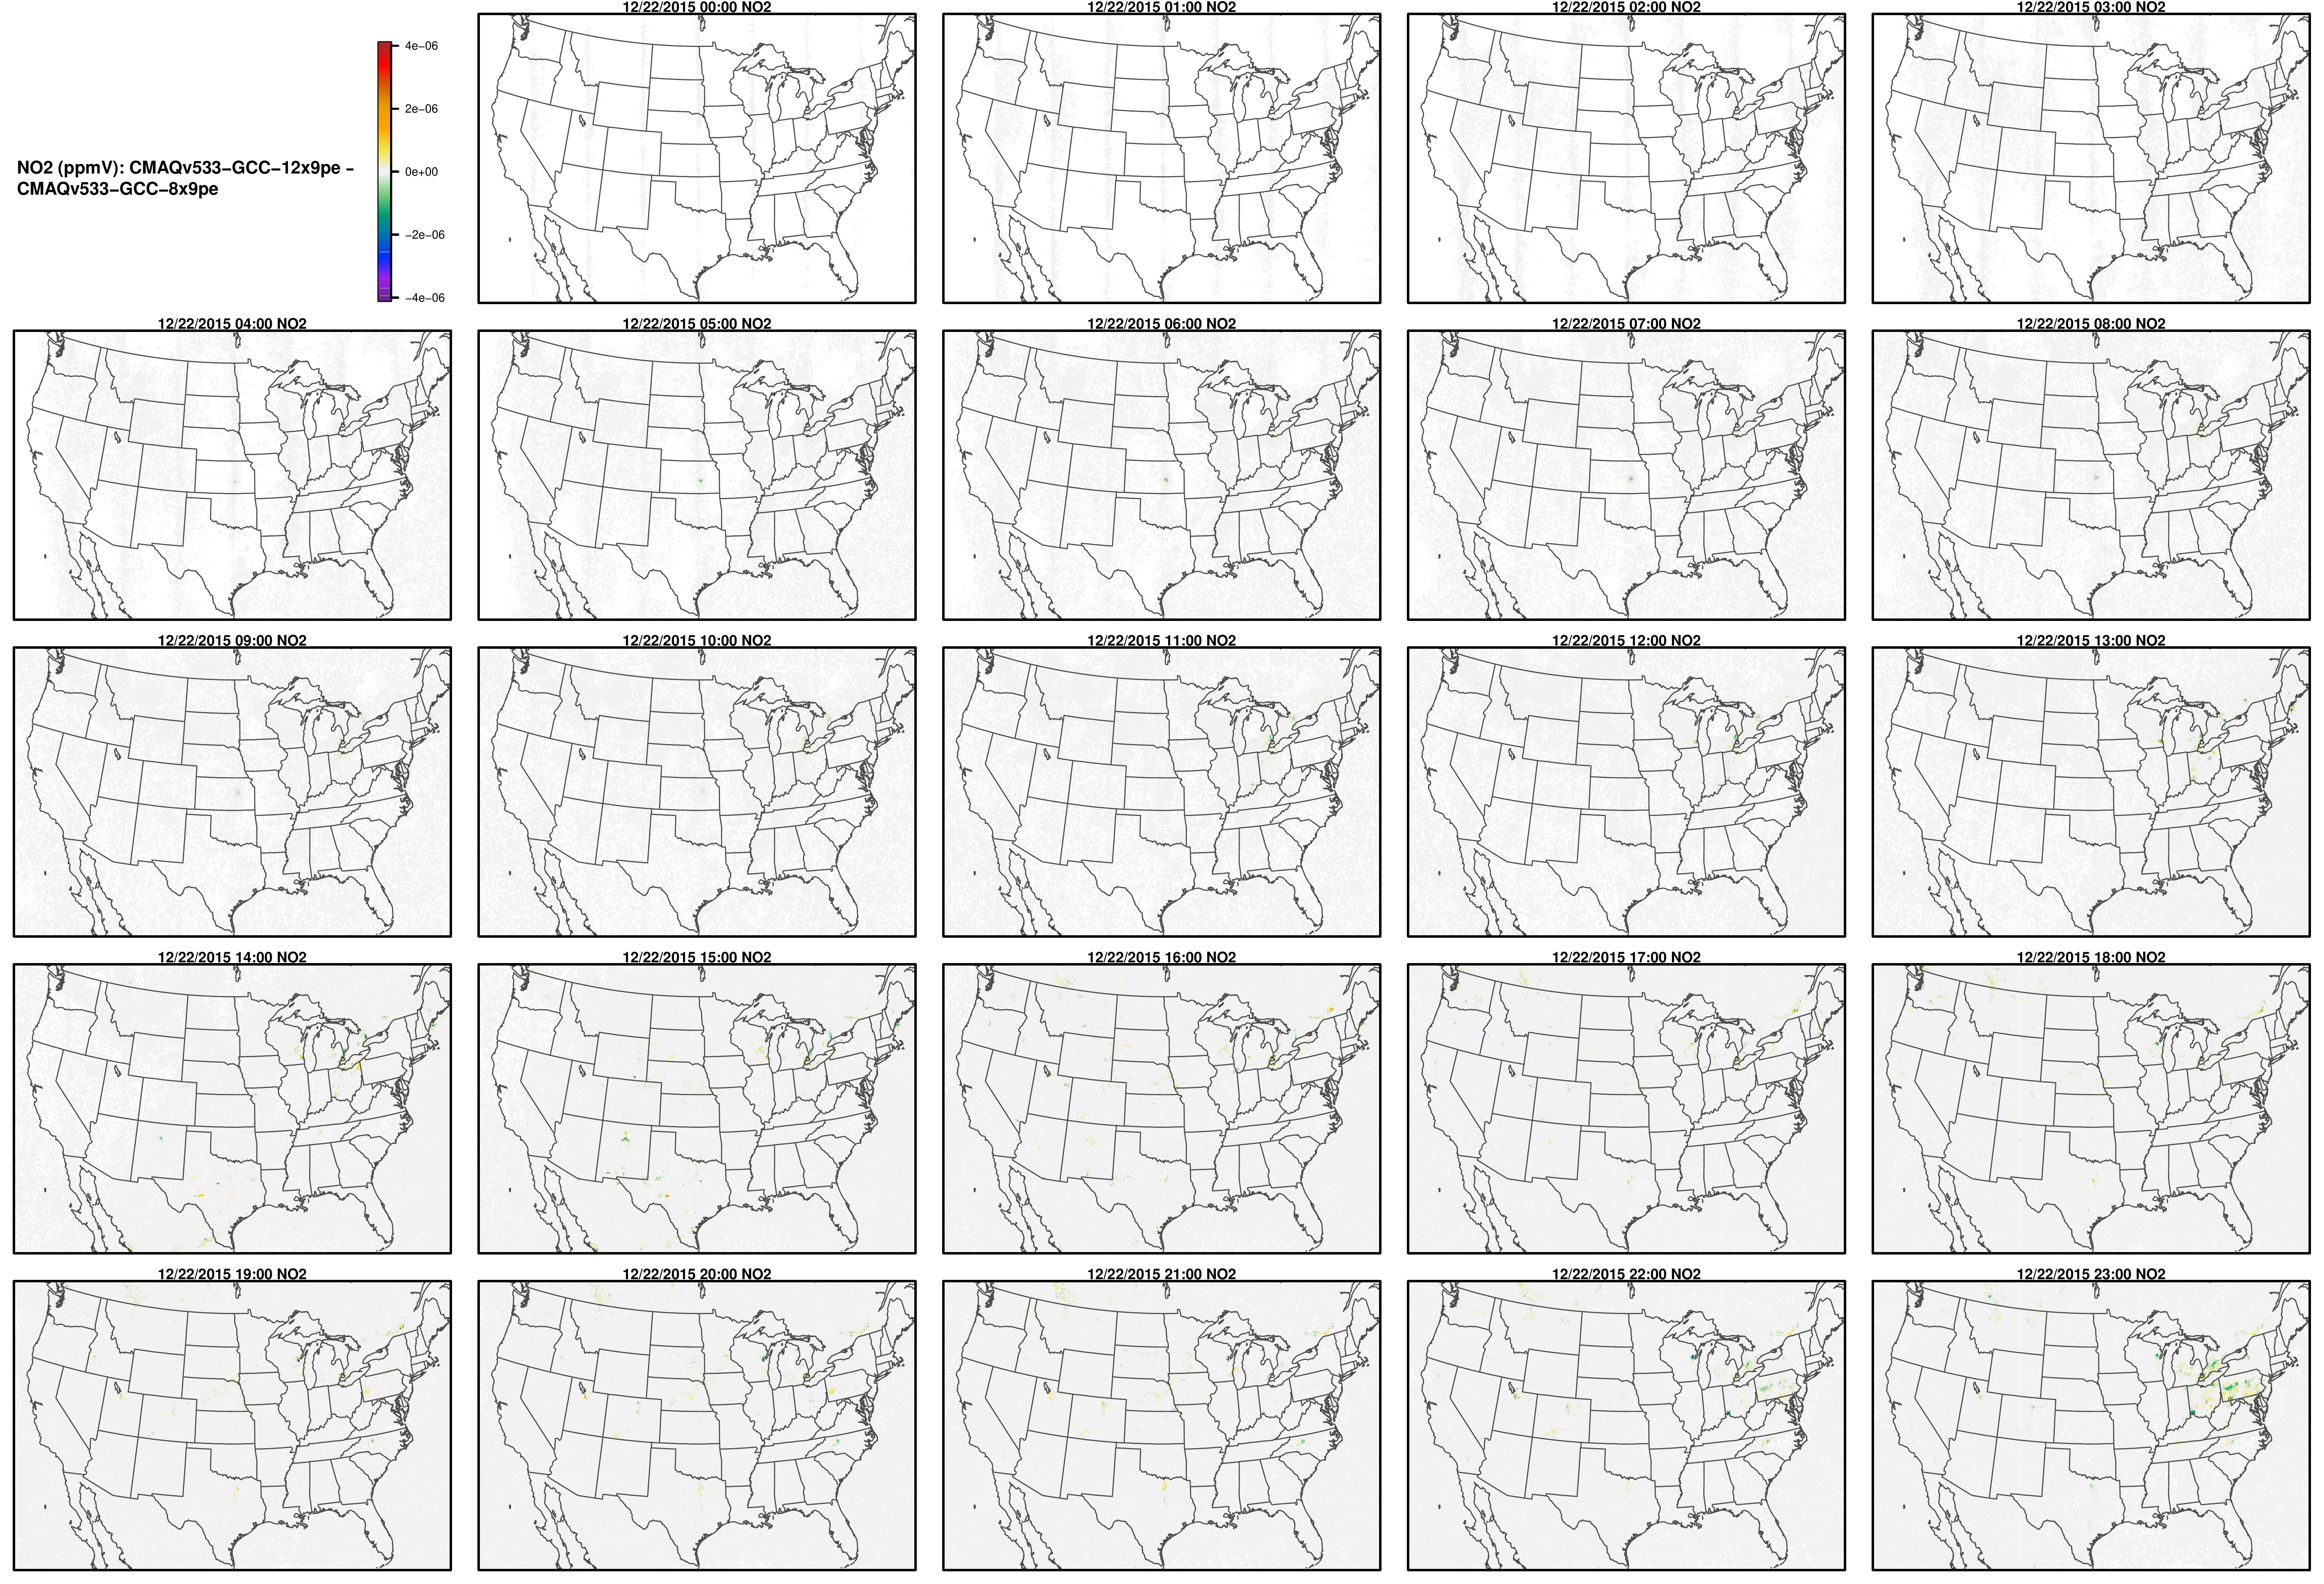 12/22/2015 00:00 NO2
12/22/2015 01:00 NO2
12/22/2015 02:00 NO2
12/22/2015 03:00 NO2
4e−06
2e−06
0e+00
−2e−06
−4e−06
NO2 (ppmV): CMAQv533−GCC−12x9pe −
CMAQv533−GCC−8x9pe
12/22/2015 04:00 NO2
12/22/2015 05:00 NO2
12/22/2015 06:00 NO2
12/22/2015 07:00 NO2
12/22/2015 08:00 NO2
12/22/2015 09:00 NO2
12/22/2015 10:00 NO2
12/22/2015 11:00 NO2
12/22/2015 12:00 NO2
12/22/2015 13:00 NO2
12/22/2015 14:00 NO2
12/22/2015 15:00 NO2
12/22/2015 16:00 NO2
12/22/2015 17:00 NO2
12/22/2015 18:00 NO2
12/22/2015 19:00 NO2
12/22/2015 20:00 NO2
12/22/2015 21:00 NO2
12/22/2015 22:00 NO2
12/22/2015 23:00 NO2